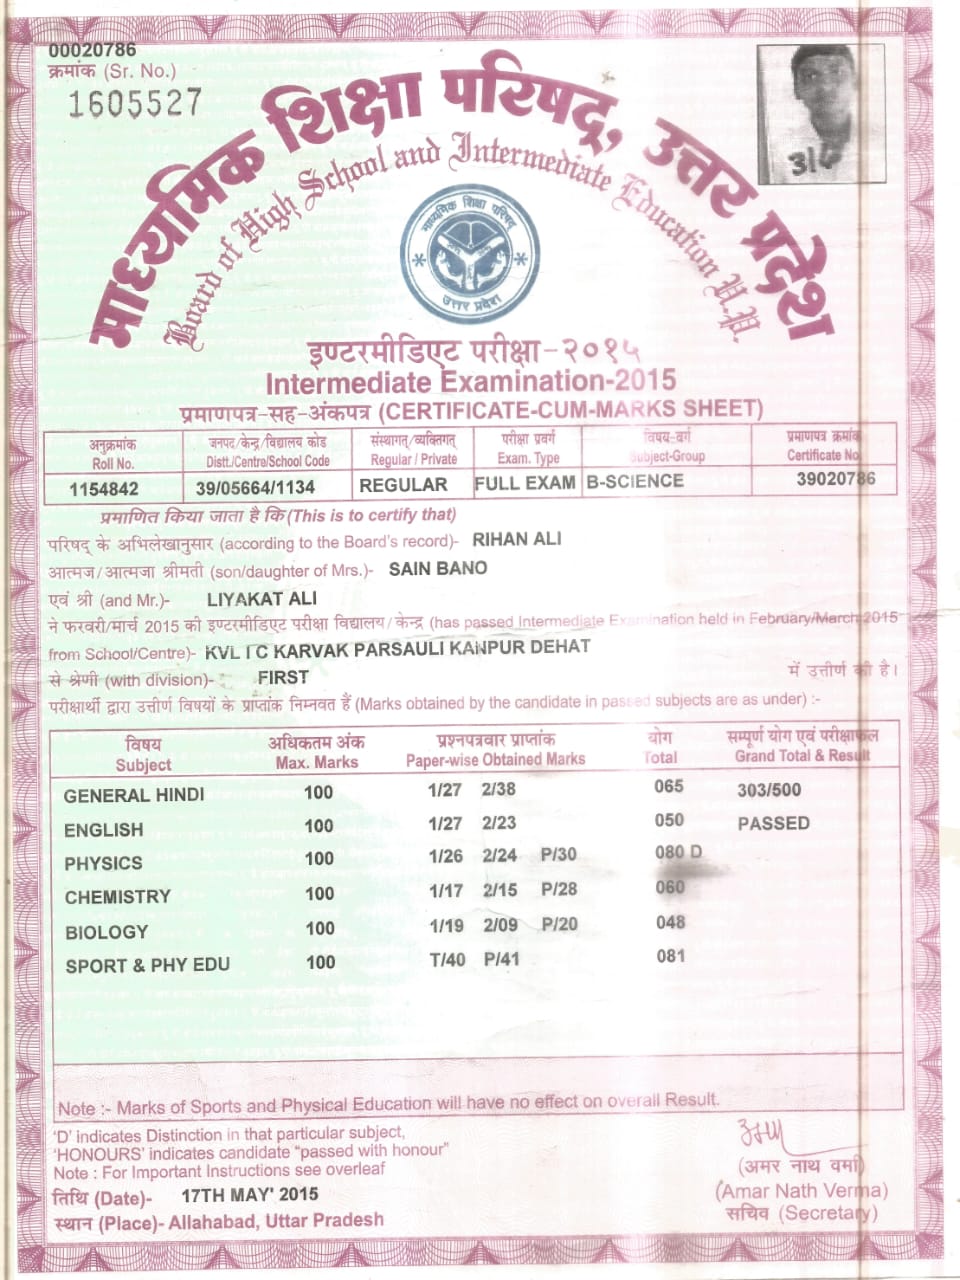 00020786
क्रमांक (Sr. No.)
1605527
माध्यमिक शिक्षा परिषद्, उत्तर प्रदेश
Board of High School and Intermediate Education U.P.
3/4
माध्यमिक शिक्षा परिषद्
उत्तर प्रदेश
इण्टरमीडिएट परीक्षा-२०१५
Intermediate Examination-2015
प्रमाणपत्र-सह-अंकपत्र (CERTIFICATE-CUM-MARKS SHEET)
अनुक्रमांक जनपद/केन्द्र/विद्यालय कोड संस्थागत/व्यक्तिगत परीक्षा प्रवर्ग विषय-वर्ग प्रमाणपत्र क्रमांक
Roll No. Distt./Centre/School Code Regular / Private Exam. Type Subject-Group Certificate No.
1154842 39/05664/1134 REGULAR FULL EXAM B-SCIENCE 39020786
प्रमाणित किया जाता है कि (This is to certify that)
परिषद् के अभिलेखानुसार (according to the Board's record)- RIHAN ALI
आत्मज/आत्मजा श्रीमती (son/daughter of Mrs.)- SAIN BANO
एवं श्री (and Mr.)- LIYAKAT ALI
ने फरवरी/मार्च 2015 की इण्टरमीडिएट परीक्षा विद्यालय/केन्द्र (has passed Intermediate Examination held in February/March 2015
from School/Centre)- KVL I C KARVAK PARSAULI KANPUR DEHAT
से श्रेणी (with division)- FIRST में उत्तीर्ण की है।
परीक्षार्थी द्वारा उत्तीर्ण विषयों के प्राप्तांक निम्नवत हैं (Marks obtained by the candidate in passed subjects are as under) :-
विषय अधिकतम अंक प्रश्नपत्रवार प्राप्तांक योग सम्पूर्ण योग एवं परीक्षाफल
Subject Max. Marks Paper-wise Obtained Marks Total Grand Total & Result
GENERAL HINDI 100 1/27 2/38 065 303/500
ENGLISH 100 1/27 2/23 050 PASSED
PHYSICS 100 1/26 2/24 P/30 080 D
CHEMISTRY 100 1/17 2/15 P/28 060
BIOLOGY 100 1/19 2/09 P/20 048
SPORT & PHY EDU 100 T/40 P/41 081
Note :- Marks of Sports and Physical Education will have no effect on overall Result.
'D' indicates Distinction in that particular subject,
'HONOURS' indicates candidate "passed with honour"
Note : For Important Instructions see overleaf
(अमर नाथ वर्मा)
तिथि (Date)- 17TH MAY' 2015
(Amar Nath Verma)
स्थान (Place)- Allahabad, Uttar Pradesh
सचिव (Secretary)